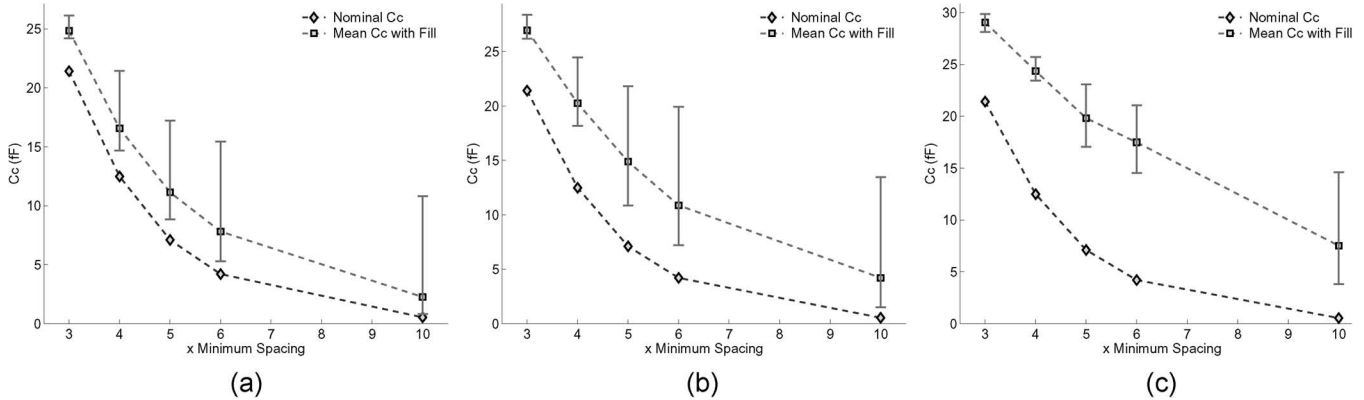 Nominal Cc
Mean Cc with Fill
25
20
15
10
5
0
Cc (fF)
3 4 5 6 7 8 9 10
x Minimum Spacing
(a)
Nominal Cc
Mean Cc with Fill
25
20
15
10
5
0
Cc (fF)
3 4 5 6 7 8 9 10
x Minimum Spacing
(b)
Nominal Cc
Mean Cc with Fill
30
25
20
15
10
5
0
Cc (fF)
3 4 5 6 7 8 9 10
x Minimum Spacing
(c)